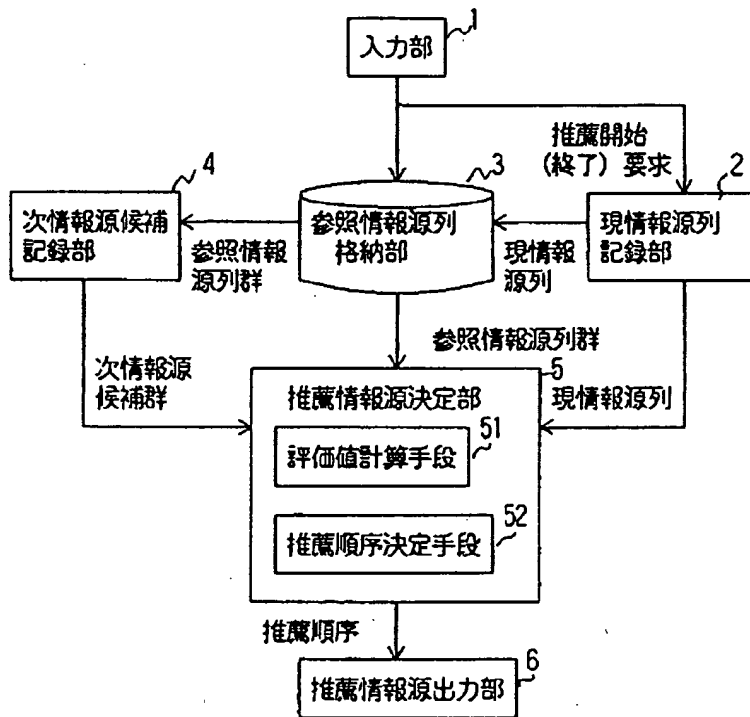 1
入力部
推薦開始
(終了) 要求
4
3
2
次情報源候補
記録部
参照情報源列
格納部
現情報源列
記録部
参照情報
源列群
現情報
源列
参照情報源列群
次情報源
候補群
5
推薦情報源決定部
現情報源列
51
評価値計算手段
52
推薦順序決定手段
推薦順序
6
推薦情報源出力部